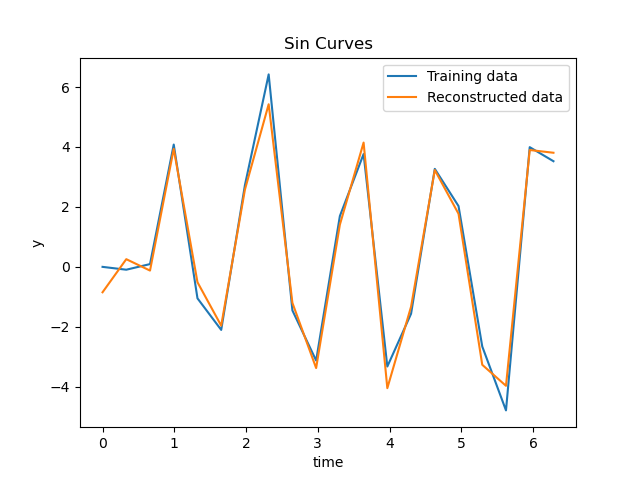 Sin Curves
Training data
Reconstructed data
6
4
2
0
−2
−4
y
0 1 2 3 4 5 6
time